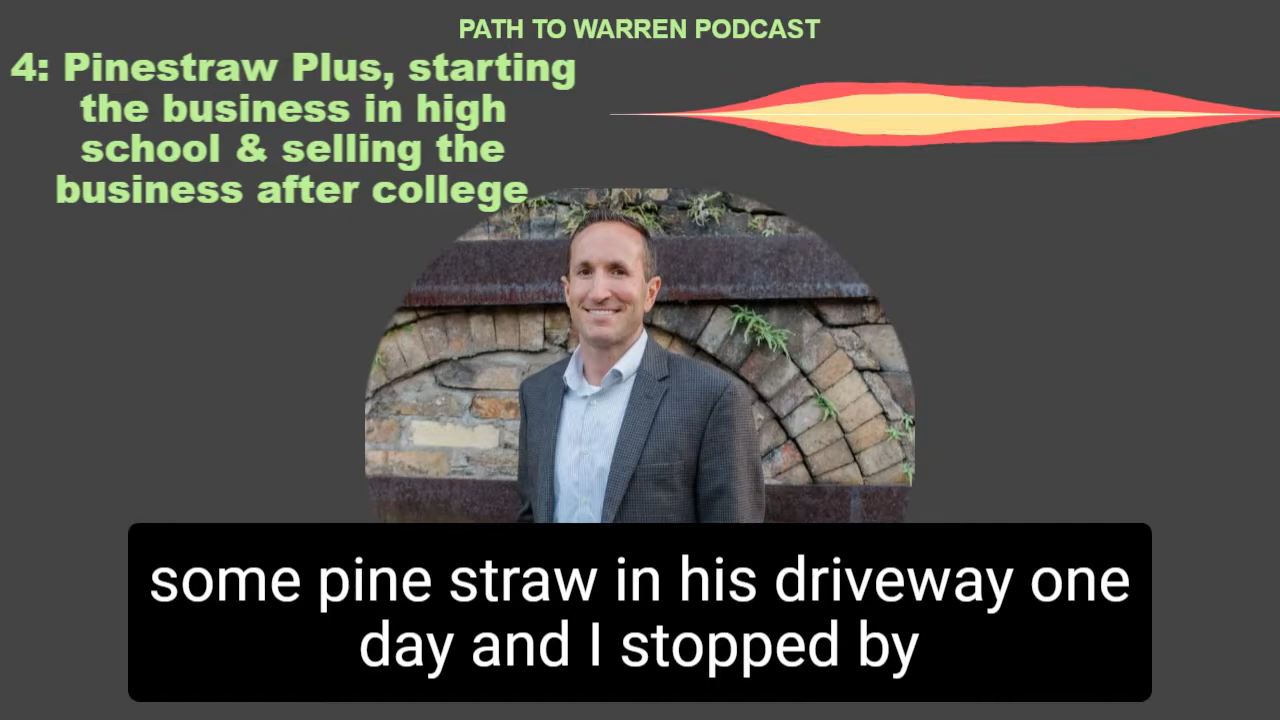 PATH TO WARREN PODCAST
4: Pinestraw Plus, starting
the business in high
school & selling the
business after college
some pine straw in his driveway one
day and I stopped by